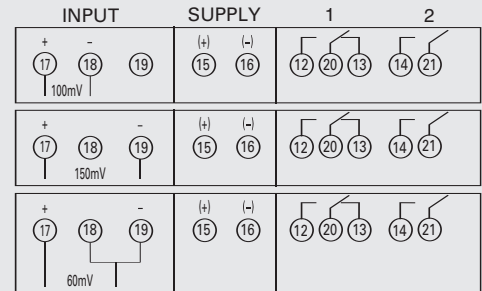 INPUT SUPPLY 1 2
+ – (+) (–)
17 18 19 15 16 12 20 13 14 21
100mV
+ – (+) (–)
17 18 19 15 16 12 20 13 14 21
150mV
+ – (+) (–)
17 18 19 15 16 12 20 13 14 21
60mV